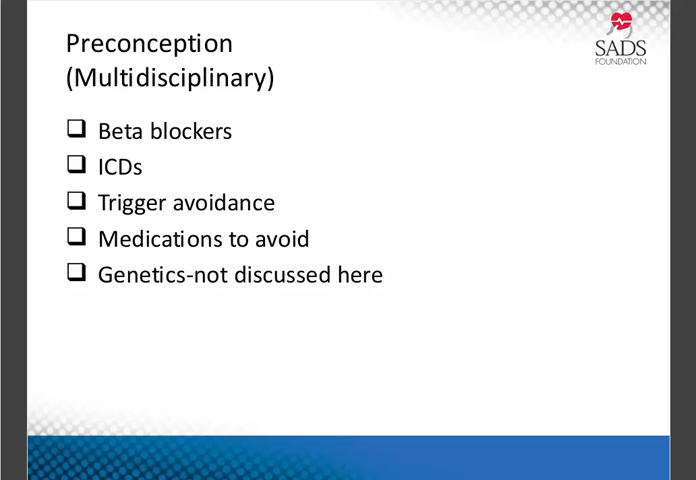 Preconception
(Multidisciplinary)
SADS
FOUNDATION
Beta blockers
ICDs
Trigger avoidance
Medications to avoid
Genetics-not discussed here